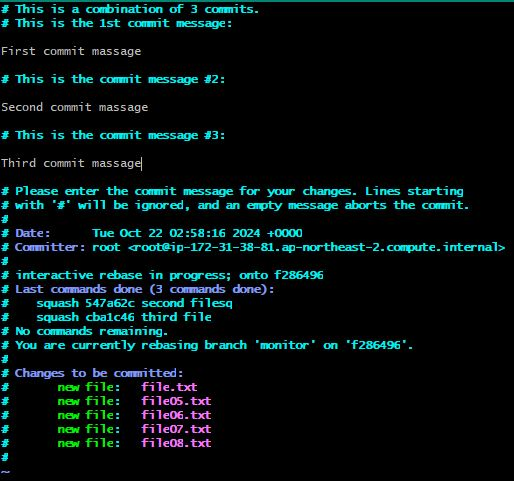 # This is a combination of 3 commits.
# This is the 1st commit message:
First commit massage
# This is the commit message #2:
Second commit massage
# This is the commit message #3:
Third commit massage
# Please enter the commit message for your changes. Lines starting
# with '#' will be ignored, and an empty message aborts the commit.
#
# Date:      Tue Oct 22 02:58:16 2024 +0000
# Committer: root <root@ip-172-31-38-81.ap-northeast-2.compute.internal>
#
# interactive rebase in progress; onto f286496
# Last commands done (3 commands done):
#    squash 547a62c second filesq
#    squash cba1c46 third file
# No commands remaining.
# You are currently rebasing branch 'monitor' on 'f286496'.
#
# Changes to be committed:
#       new file:   file.txt
#       new file:   file05.txt
#       new file:   file06.txt
#       new file:   file07.txt
#       new file:   file08.txt
#
~